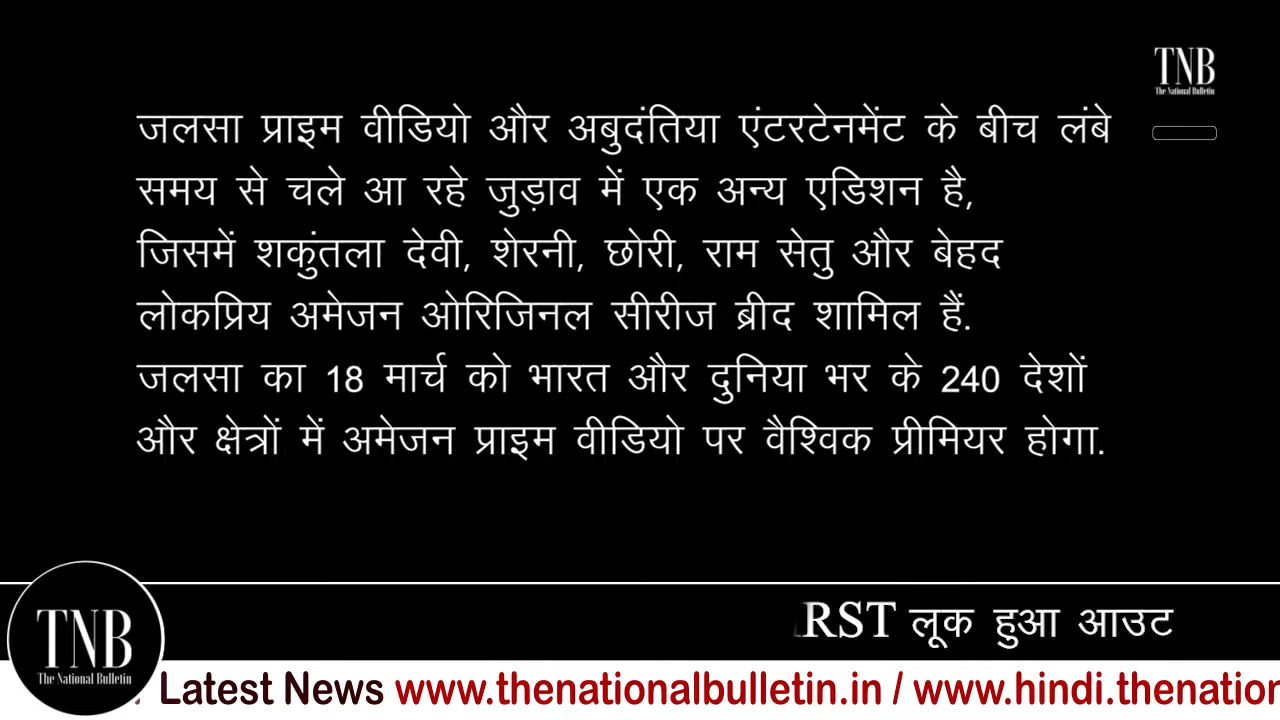 TNB
The National Bulletin
जलसा प्राइम वीडियो और अबुदंतिया एंटरटेनमेंट के बीच लंबे
समय से चले आ रहे जुड़ाव में एक अन्य एडिशन है,
जिसमें शकुंतला देवी, शेरनी, छोरी, राम सेतु और बेहद
लोकप्रिय अमेजन ओरिजिनल सीरीज ब्रीद शामिल हैं.
जलसा का 18 मार्च को भारत और दुनिया भर के 240 देशों
और क्षेत्रों में अमेजन प्राइम वीडियो पर वैश्विक प्रीमियर होगा.
RST लूक हुआ आउट
TNB
The National Bulletin
Latest News www.thenationalbulletin.in / www.hindi.thenation